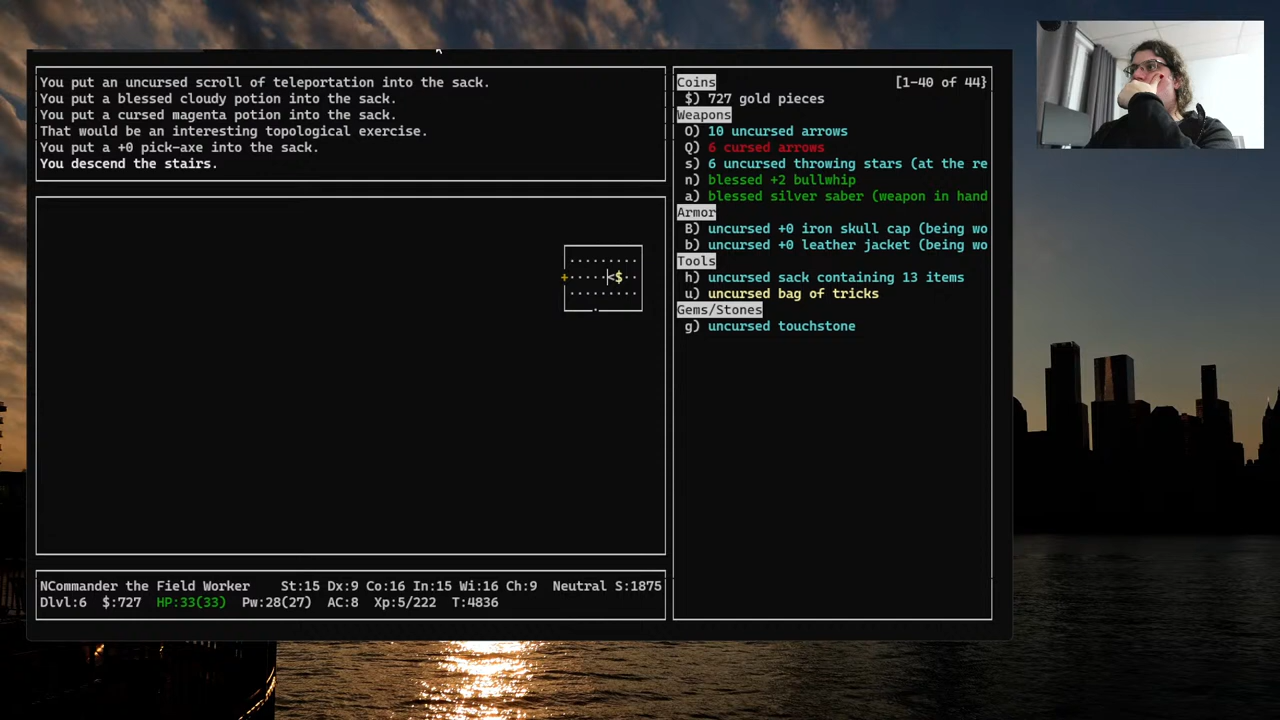 You put an uncursed scroll of teleportation into the sack.
You put a blessed cloudy potion into the sack.
You put a cursed magenta potion into the sack.
That would be an interesting topological exercise.
You put a +0 pick-axe into the sack.
You descend the stairs.
Coins [1-40 of 44}
$) 727 gold pieces
Weapons
O) 10 uncursed arrows
Q) 6 cursed arrows
s) 6 uncursed throwing stars (at the re
n) blessed +2 bullwhip
a) blessed silver saber (weapon in hand
Armor
B) uncursed +0 iron skull cap (being wo
b) uncursed +0 leather jacket (being wo
Tools
h) uncursed sack containing 13 items
u) uncursed bag of tricks
Gems/Stones
g) uncursed touchstone
.........
+.....<$..
.........
.
NCommander the Field Worker St:15 Dx:9 Co:16 In:15 Wi:16 Ch:9 Neutral S:1875
Dlvl:6 $:727 HP:33(33) Pw:28(27) AC:8 Xp:5/222 T:4836